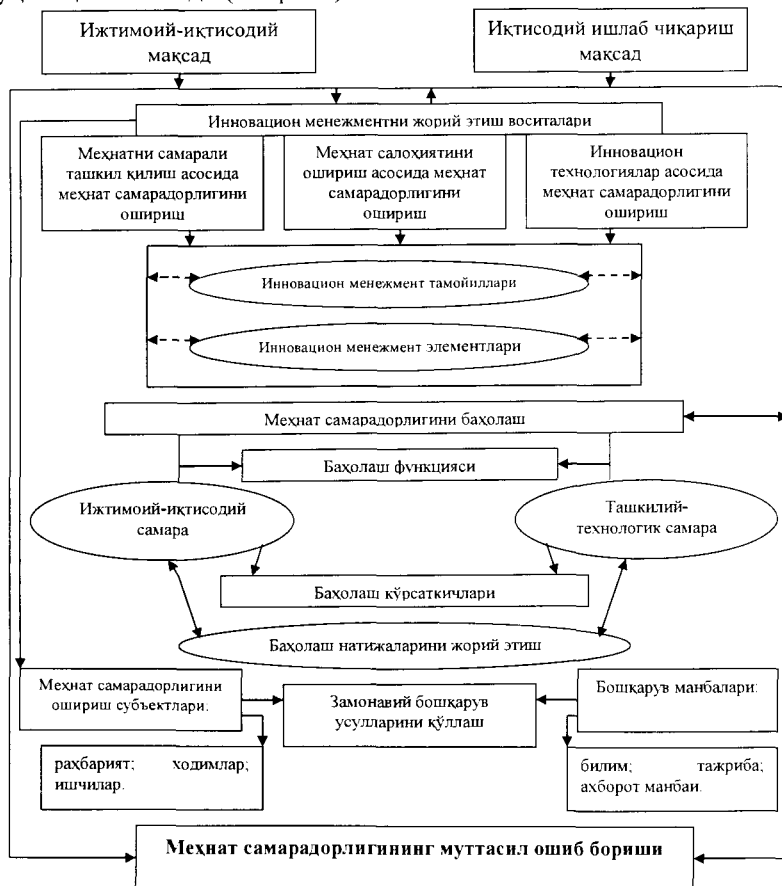 Ижтимоий-иқтисодий
мақсад
Иқтисодий ишлаб чиқариш
мақсад
Инновацион менежментни жорий этиш воситалари
Меҳнатни самарали
ташкил қилиш асосида
меҳнат самарадорлигини
ошириш
Меҳнат салоҳиятини
ошириш асосида меҳнат
самарадорлигини
ошириш
Инновацион
технологиялар асосида
меҳнат самарадорлигини
ошириш
Инновацион менежмент тамойиллари
Инновацион менежмент элементлари
Меҳнат самарадорлигини баҳолаш
Баҳолаш функцияси
Ижтимоий-иқтисодий
самара
Ташкилий-
технологик самара
Баҳолаш кўрсаткичлари
Баҳолаш натижаларини жорий этиш
Меҳнат самарадорлигини
ошириш субъектлари:
Замонавий бошқарув
усулларини қўллаш
Бошқарув манбалари:
раҳбарият; ходимлар;
ишчилар.
билим; тажриба;
ахборот манбаи.
Меҳнат самарадорлигининг муттасил ошиб бориши